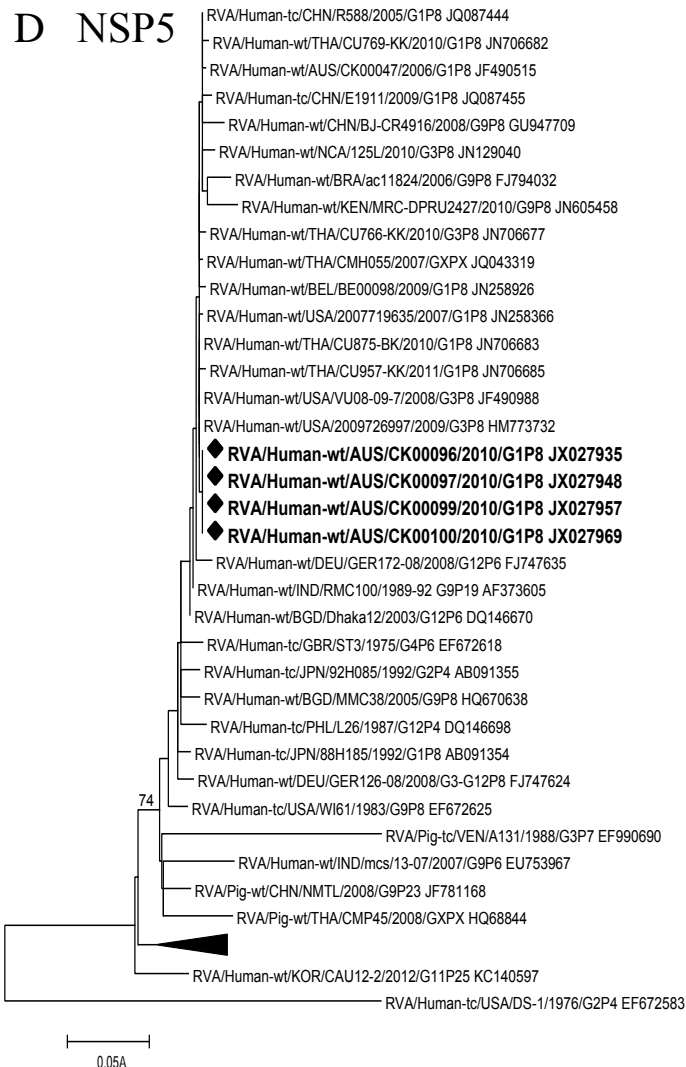 D NSP5
RVA/Human-tc/CHN/R588/2005/G1P8 JQ087444
RVA/Human-wt/THA/CU769-KK/2010/G1P8 JN706682
RVA/Human-wt/AUS/CK00047/2006/G1P8 JF490515
RVA/Human-tc/CHN/E1911/2009/G1P8 JQ087455
RVA/Human-wt/CHN/BJ-CR4916/2008/G9P8 GU947709
RVA/Human-wt/NCA/125L/2010/G3P8 JN129040
RVA/Human-wt/BRA/ac11824/2006/G9P8 FJ794032
RVA/Human-wt/KEN/MRC-DPRU2427/2010/G9P8 JN605458
RVA/Human-wt/THA/CU766-KK/2010/G3P8 JN706677
RVA/Human-wt/THA/CMH055/2007/GXPX JQ043319
RVA/Human-wt/BEL/BE00098/2009/G1P8 JN258926
RVA/Human-wt/USA/2007719635/2007/G1P8 JN258366
RVA/Human-wt/THA/CU875-BK/2010/G1P8 JN706683
RVA/Human-wt/THA/CU957-KK/2011/G1P8 JN706685
RVA/Human-wt/USA/VU08-09-7/2008/G3P8 JF490988
RVA/Human-wt/USA/2009726997/2009/G3P8 HM773732
RVA/Human-wt/AUS/CK00096/2010/G1P8 JX027935
RVA/Human-wt/AUS/CK00097/2010/G1P8 JX027948
RVA/Human-wt/AUS/CK00099/2010/G1P8 JX027957
RVA/Human-wt/AUS/CK00100/2010/G1P8 JX027969
RVA/Human-wt/DEU/GER172-08/2008/G12P6 FJ747635
RVA/Human-wt/IND/RMC100/1989-92 G9P19 AF373605
RVA/Human-wt/BGD/Dhaka12/2003/G12P6 DQ146670
RVA/Human-tc/GBR/ST3/1975/G4P6 EF672618
RVA/Human-tc/JPN/92H085/1992/G2P4 AB091355
RVA/Human-wt/BGD/MMC38/2005/G9P8 HQ670638
RVA/Human-tc/PHL/L26/1987/G12P4 DQ146698
RVA/Human-tc/JPN/88H185/1992/G1P8 AB091354
RVA/Human-wt/DEU/GER126-08/2008/G3-G12P8 FJ747624
74
RVA/Human-tc/USA/WI61/1983/G9P8 EF672625
RVA/Pig-tc/VEN/A131/1988/G3P7 EF990690
RVA/Human-wt/IND/mcs/13-07/2007/G9P6 EU753967
RVA/Pig-wt/CHN/NMTL/2008/G9P23 JF781168
RVA/Pig-wt/THA/CMP45/2008/GXPX HQ68844
RVA/Human-wt/KOR/CAU12-2/2012/G11P25 KC140597
RVA/Human-tc/USA/DS-1/1976/G2P4 EF672583
0.05A